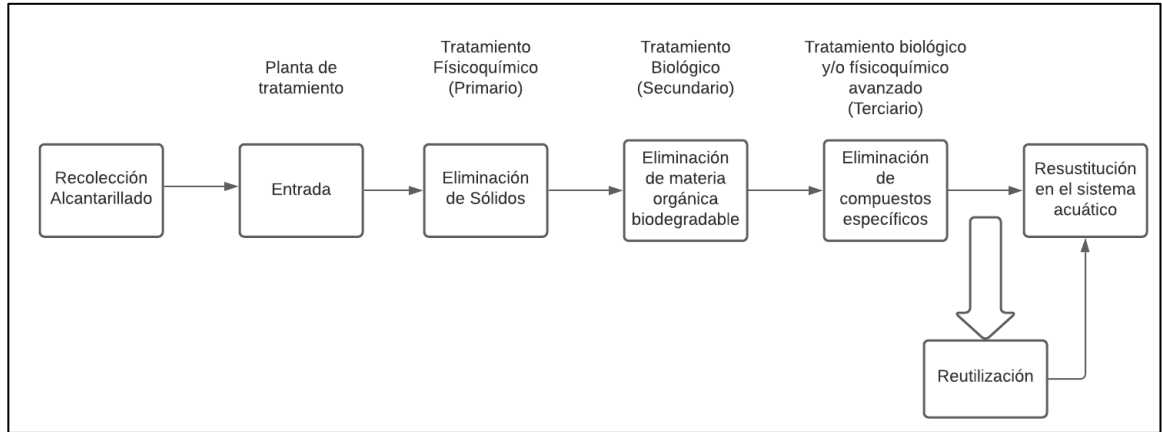 Planta de
tratamiento
Tratamiento
Físicoquímico
(Primario)
Tratamiento
Biológico
(Secundario)
Tratamiento biológico
y/o físicoquímico
avanzado
(Terciario)
Recolección
Alcantarillado
Entrada
Eliminación
de Sólidos
Eliminación
de materia
orgánica
biodegradable
Eliminación
de
compuestos
específicos
Resustitución
en el sistema
acuático
Reutilización